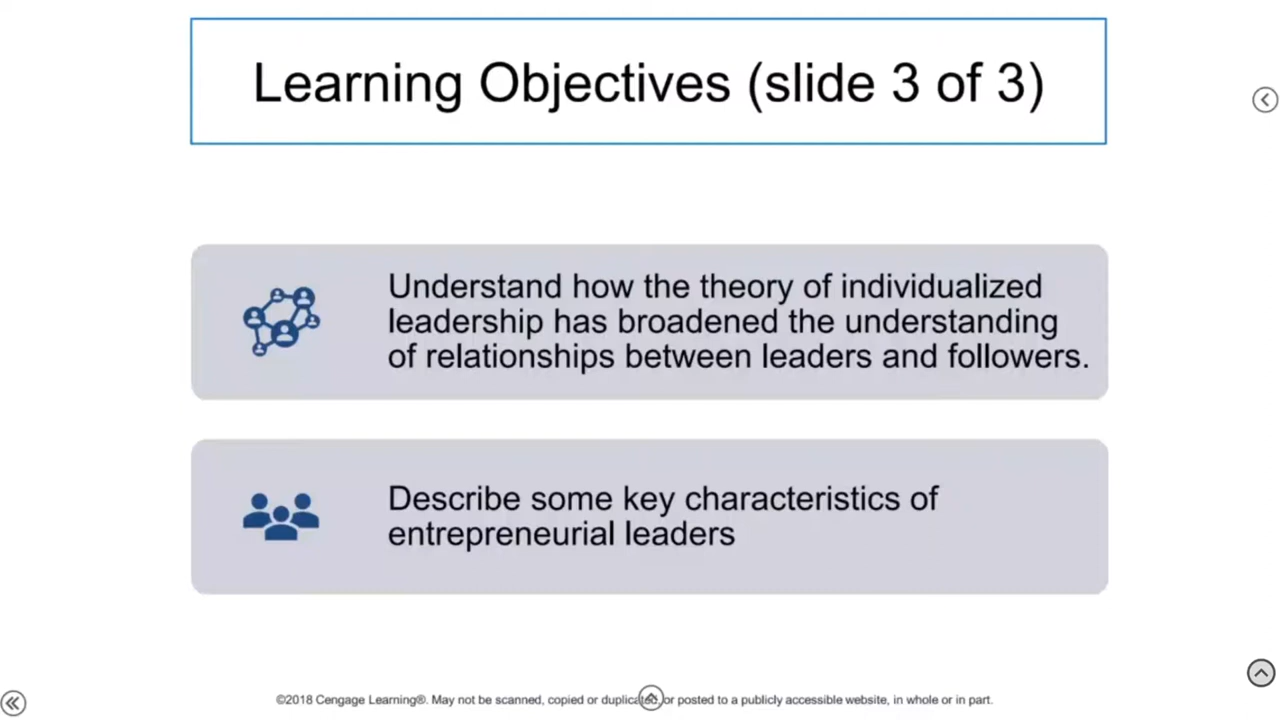 Learning Objectives (slide 3 of 3)
Understand how the theory of individualized
leadership has broadened the understanding
of relationships between leaders and followers.
Describe some key characteristics of
entrepreneurial leaders
©2018 Cengage Learning®. May not be scanned, copied or duplicated, or posted to a publicly accessible website, in whole or in part.